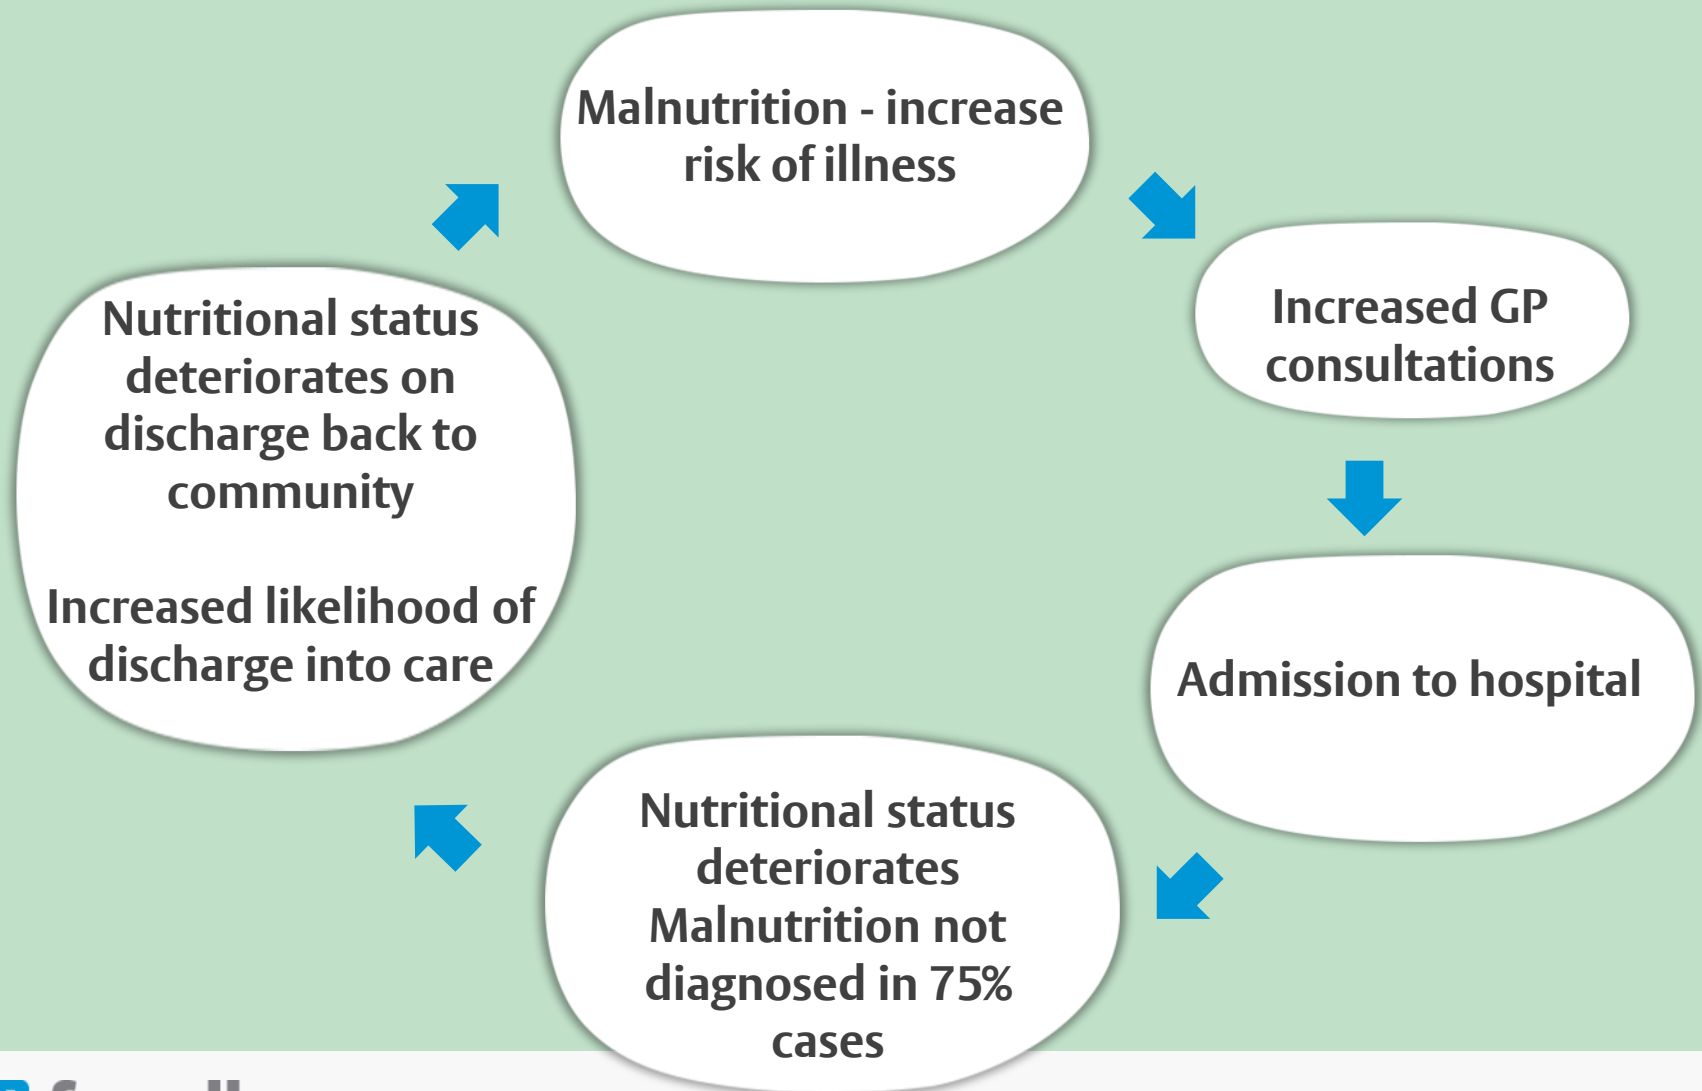 Malnutrition - increase
risk of illness
Increased GP
consultations
Admission to hospital
Nutritional status
deteriorates
Malnutrition not
diagnosed in 75%
cases
Nutritional status
deteriorates on
discharge back to
community
Increased likelihood of
discharge into care